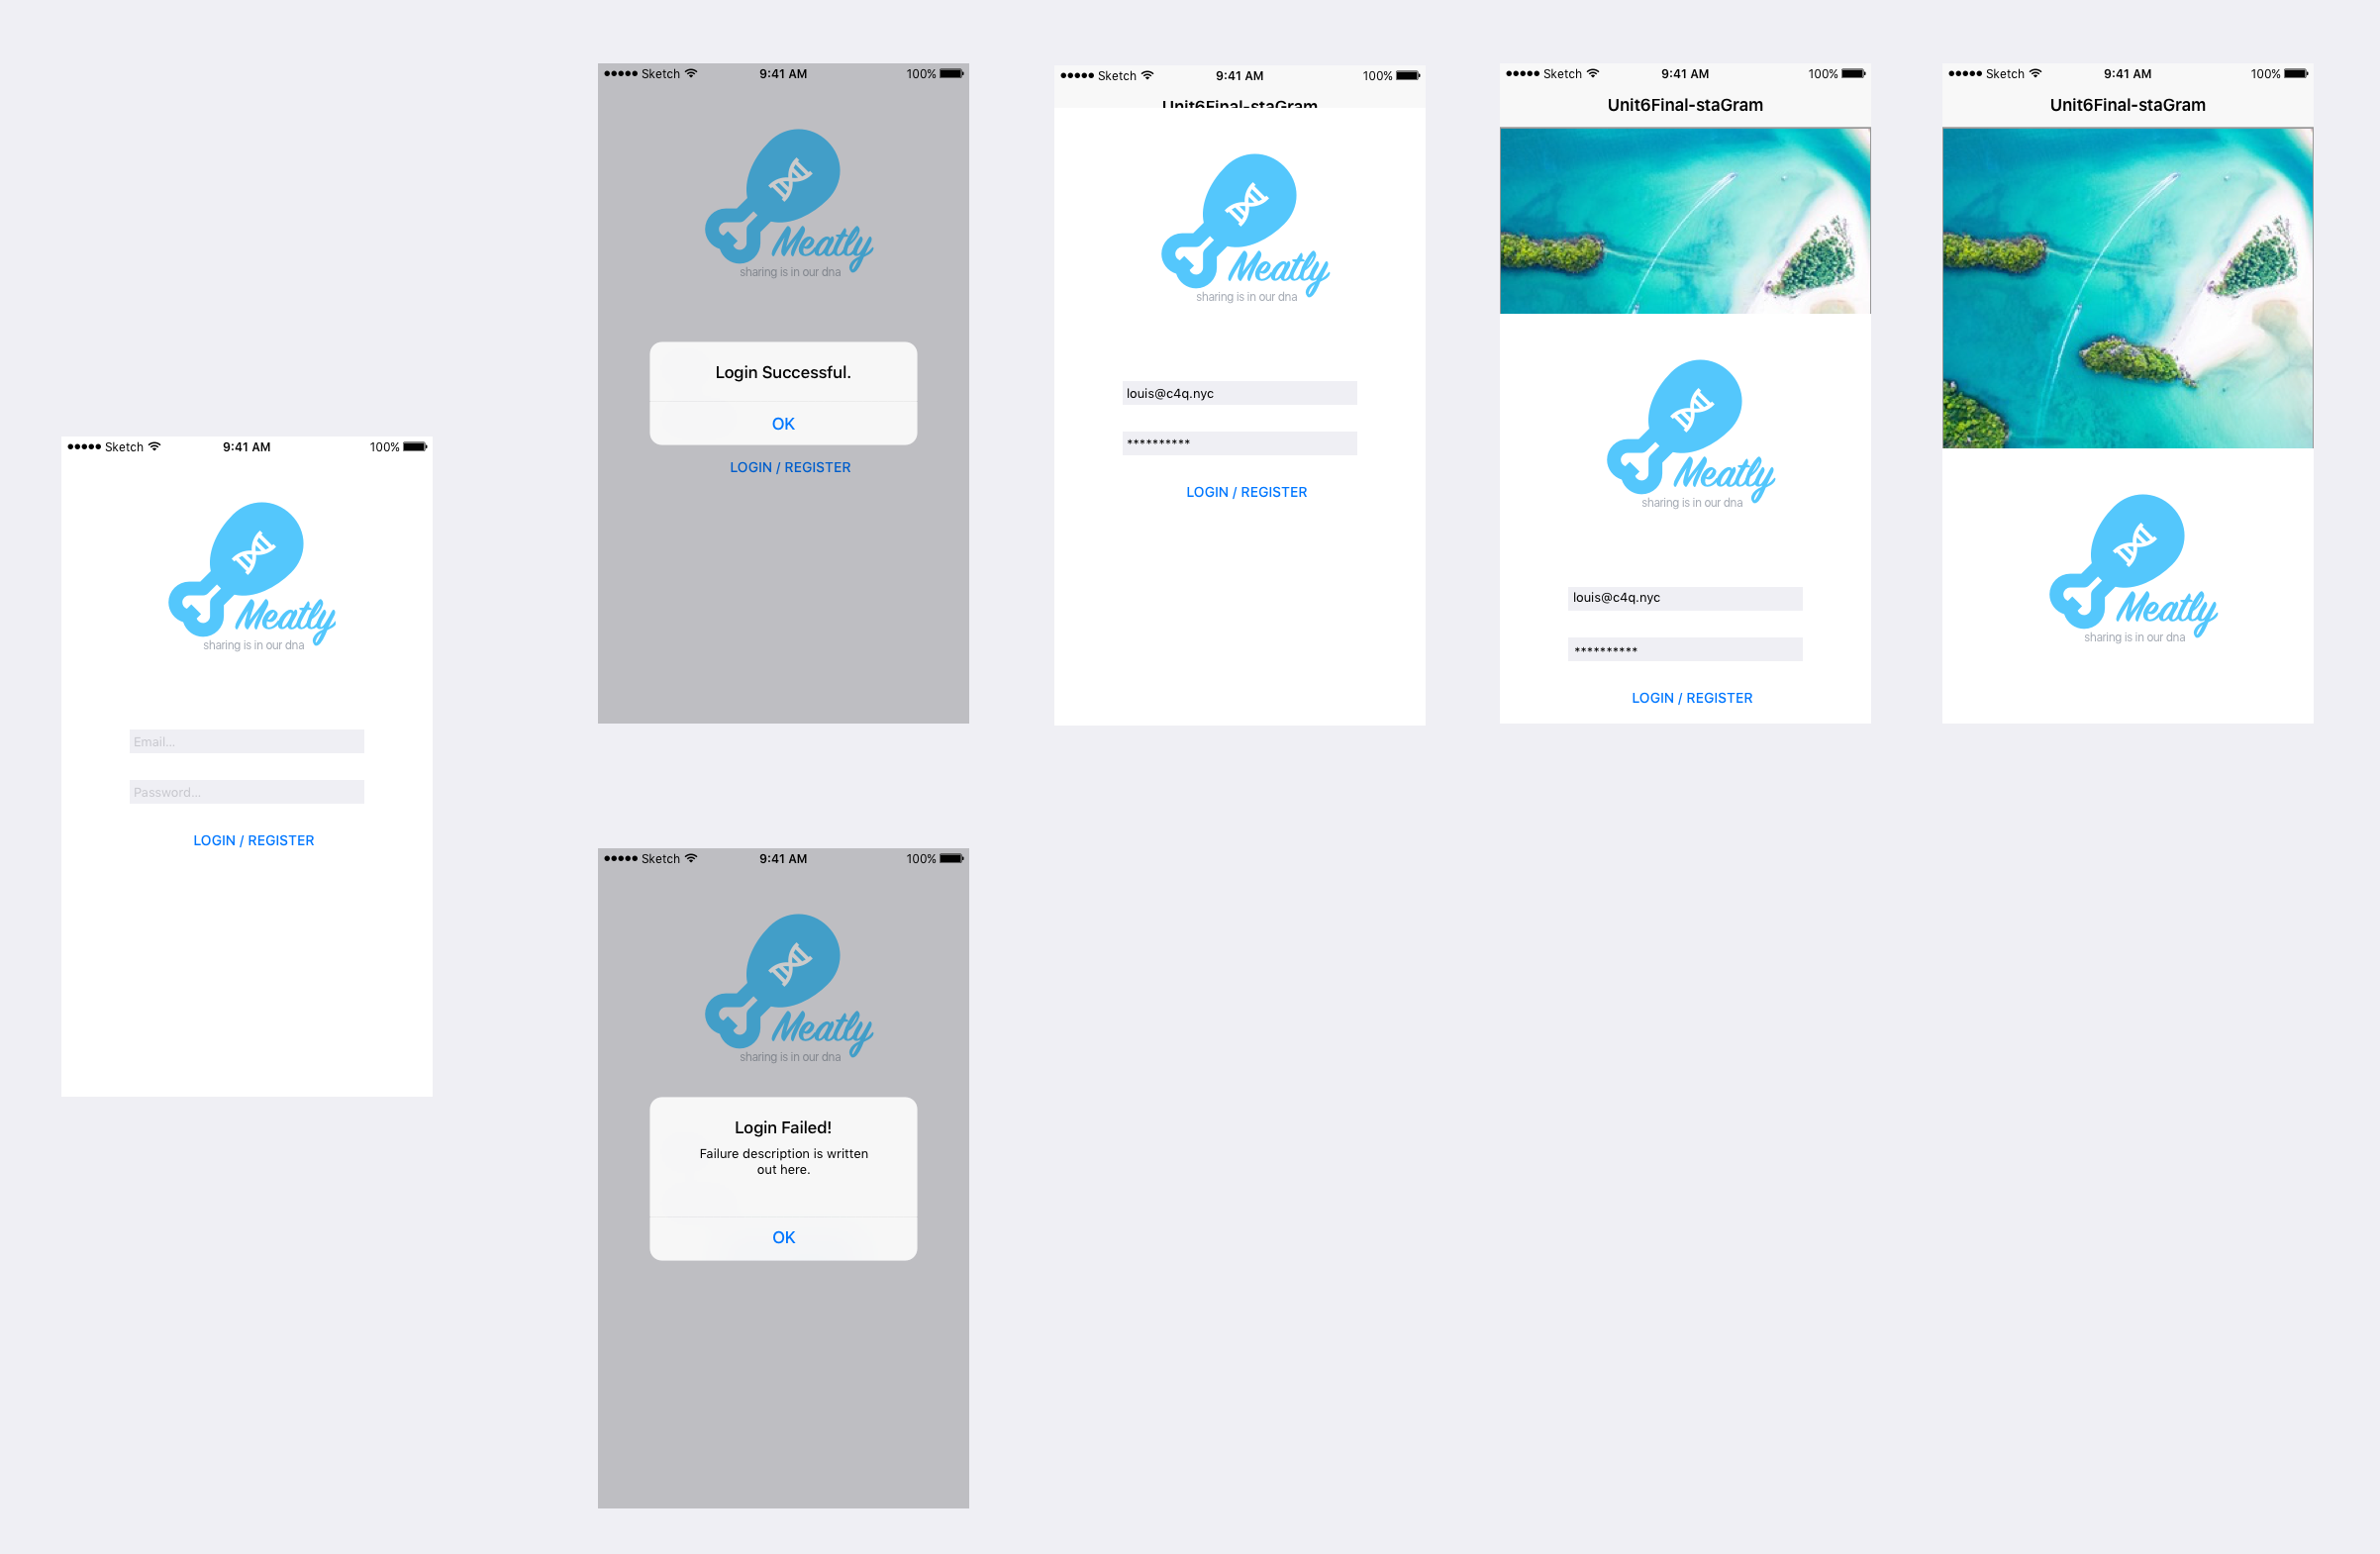 Sketch 9:41 AM 100%
Meatly
sharing is in our dna
Email...
Password...
LOGIN / REGISTER
Sketch 9:41 AM 100%
Meatly
sharing is in our dna
Login Successful.
OK
LOGIN / REGISTER
Sketch 9:41 AM 100%
Meatly
sharing is in our dna
Login Failed!
Failure description is written
out here.
OK
Sketch 9:41 AM 100%
Unit6Final-staGram
Meatly
sharing is in our dna
louis@c4q.nyc
**********
LOGIN / REGISTER
Sketch 9:41 AM 100%
Unit6Final-staGram
Meatly
sharing is in our dna
louis@c4q.nyc
**********
LOGIN / REGISTER
Sketch 9:41 AM 100%
Unit6Final-staGram
Meatly
sharing is in our dna